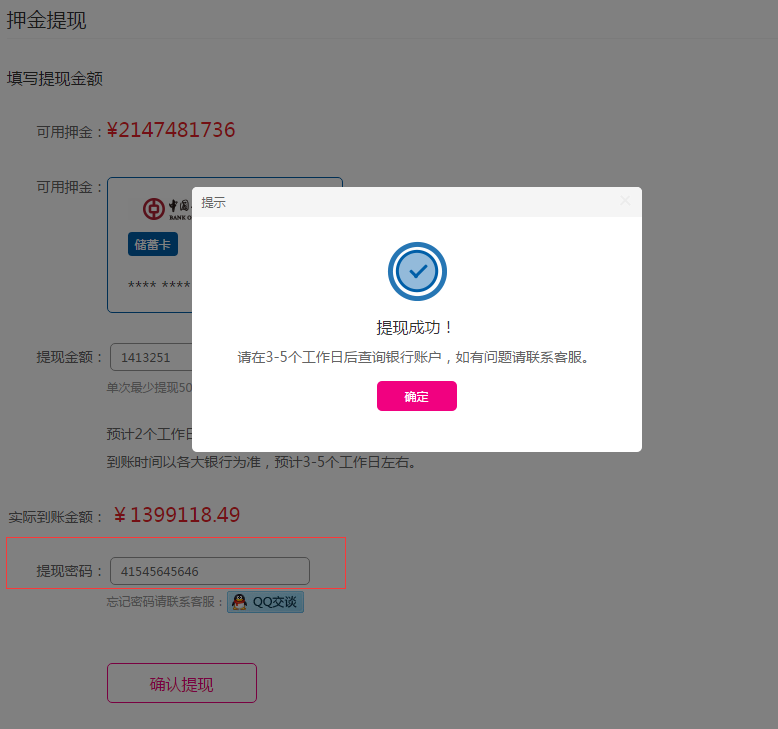 押金提现
填写提现金额
可用押金：¥2147481736
可用押金：
中国
BANK O
储蓄卡
**** ****
提示
提现成功！
请在3-5个工作日后查询银行账户，如有问题请联系客服。
确定
提现金额： 1413251
单次最少提现50
预计2个工作日
到账时间以各大银行为准，预计3-5个工作日左右。
实际到账金额： ¥1399118.49
提现密码： 41545645646
忘记密码请联系客服： QQ交谈
确认提现